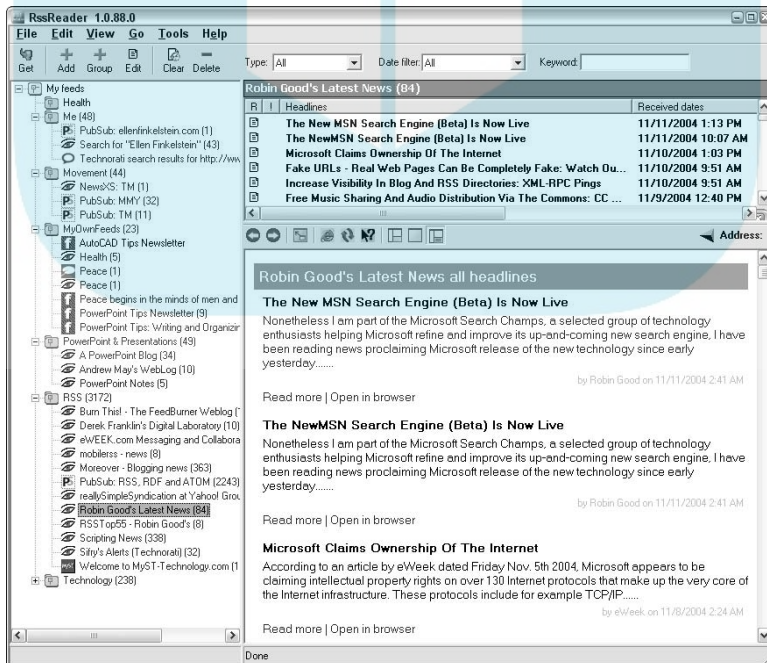 RssReader 1.0.88.0
File Edit View Go Tools Help
Get Add Group Edit Clear Delete Type: All Date filter: All Keyword:
My feeds
Health
Me (48)
PubSub: ellenfinkelstein.com (1)
Search for "Ellen Finkelstein" (43)
Technorati search results for http://ww
Movement (44)
NewsXS: TM (1)
PubSub: MMY (32)
PubSub: TM (11)
MyOwnFeeds (23)
AutoCAD Tips Newsletter
Health (5)
Peace (1)
Peace (1)
Peace begins in the minds of men and
PowerPoint Tips Newsletter (9)
PowerPoint Tips: Writing and Organizir
PowerPoint & Presentations (49)
A PowerPoint Blog (34)
Andrew May's WebLog (10)
PowerPoint Notes (5)
RSS (3172)
Burn This! - The FeedBurner Weblog (
Derek Franklin's Digital Laboratory (10)
eWEEK.com Messaging and Collabora
mobilerss - news (8)
Moreover - Blogging news (363)
PubSub: RSS, RDF and ATOM (2243)
reallySimpleSyndication at Yahoo! Grou
Robin Good's Latest News (84)
RSSTop55 - Robin Good's (8)
Scripting News (338)
Sifry's Alerts (Technorati) (32)
Welcome to MyST-Technology.com (1
Technology (238)
Robin Good's Latest News (84)
R ! Headlines Received dates
The New MSN Search Engine (Beta) Is Now Live 11/11/2004 1:13 PM
The NewMSN Search Engine (Beta) Is Now Live 11/11/2004 10:07 AM
Microsoft Claims Ownership Of The Internet 11/10/2004 1:03 PM
Fake URLs - Real Web Pages Can Be Completely Fake: Watch Ou... 11/10/2004 9:51 AM
Increase Visibility In Blog And RSS Directories: XML-RPC Pings 11/10/2004 9:51 AM
Free Music Sharing And Audio Distribution Via The Commons: CC ... 11/9/2004 12:40 PM
Address:
Robin Good's Latest News all headlines
The New MSN Search Engine (Beta) Is Now Live
Nonetheless I am part of the Microsoft Search Champs, a selected group of technology
enthusiasts helping Microsoft refine and improve its up-and-coming new search engine, I have
been reading news proclaiming Microsoft release of the new technology since early
yesterday.......
by Robin Good on 11/11/2004 2:41 AM
Read more | Open in browser
The NewMSN Search Engine (Beta) Is Now Live
Nonetheless I am part of the Microsoft Search Champs, a selected group of technology
enthusiasts helping Microsoft refine and improve its up-and-coming new search engine, I have
been reading news proclaiming Microsoft release of the new technology since early
yesterday.......
by Robin Good on 11/11/2004 2:41 AM
Read more | Open in browser
Microsoft Claims Ownership Of The Internet
According to an article by eWeek dated Friday Nov. 5th 2004, Microsoft appears to be
claiming intellectual property rights on over 130 Internet protocols that make up the very core of
the Internet infrastructure. These protocols include for example TCP/IP......
by eWeek on 11/8/2004 2:24 AM
Read more | Open in browser
Done